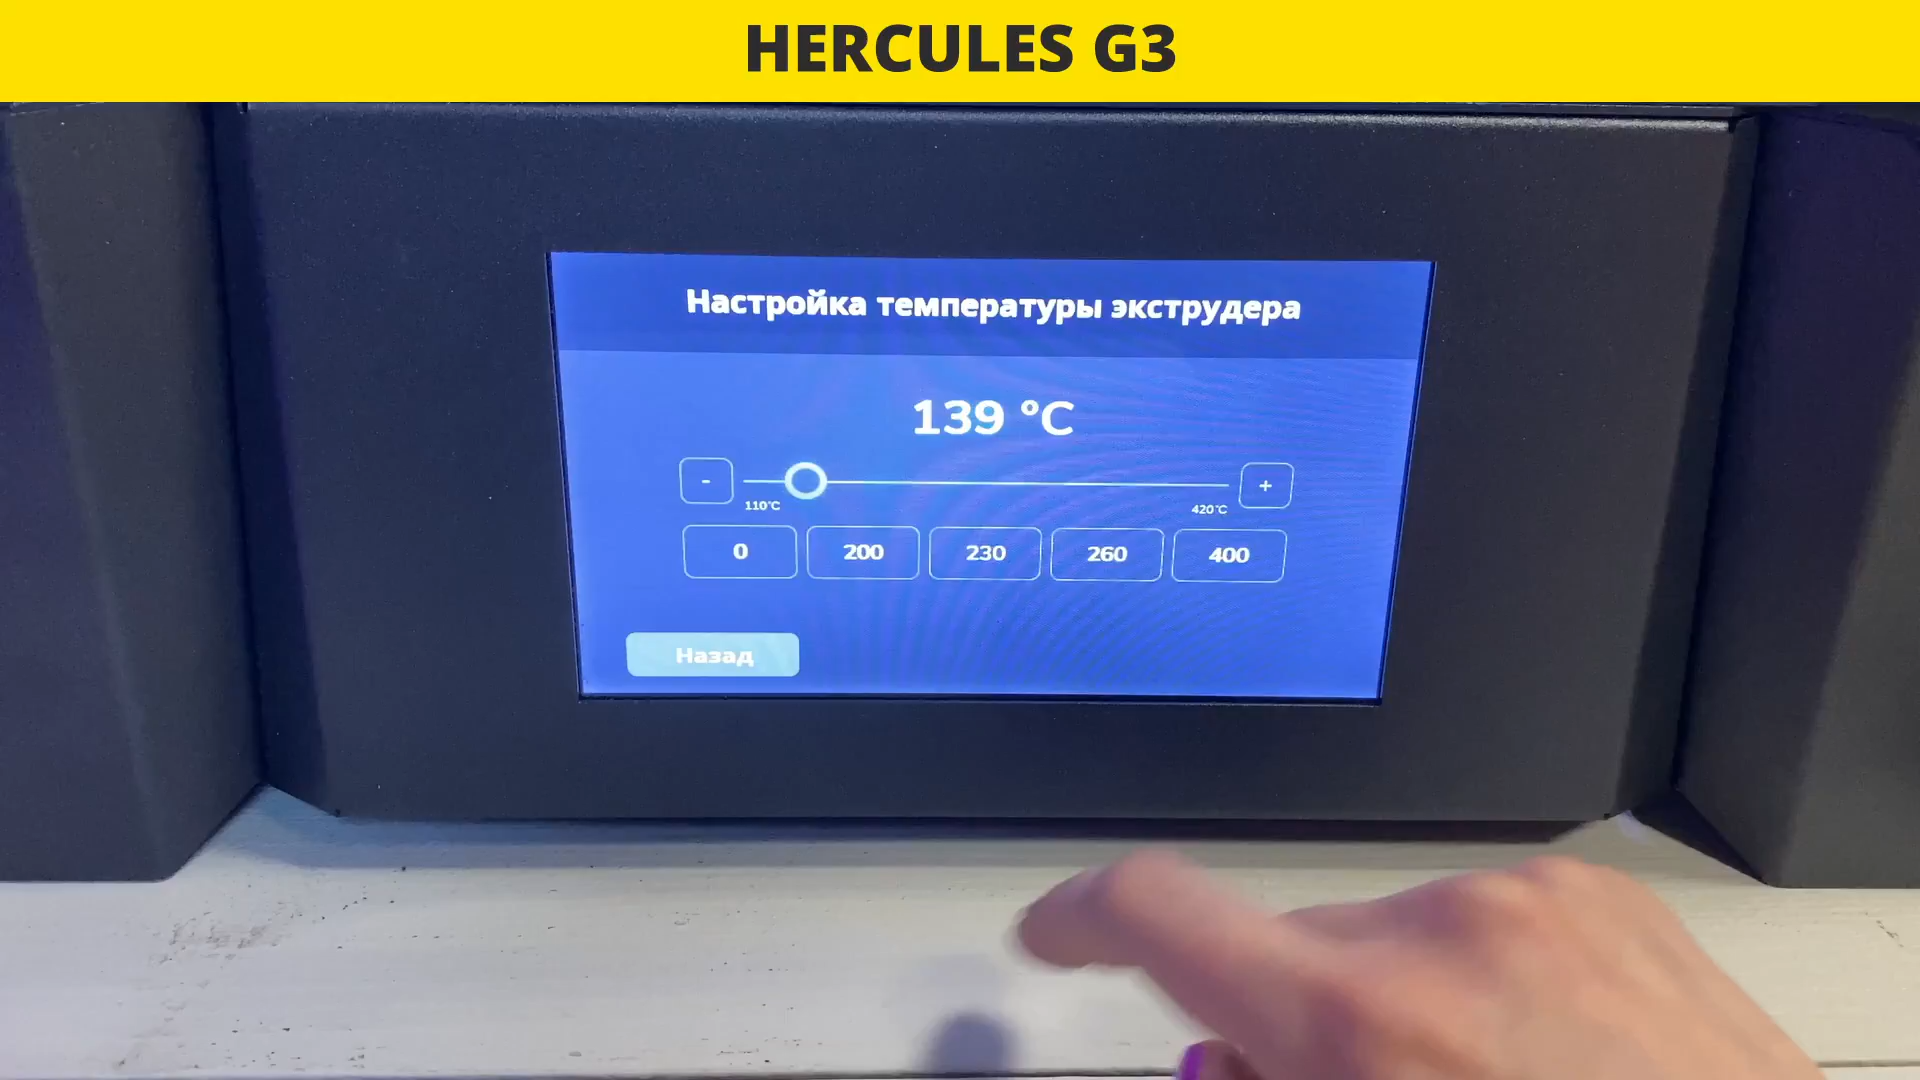 HERCULES G3
Настройка температуры экструдера
139 °C
- +
110°C 420°C
0 200 230 260 400
Назад